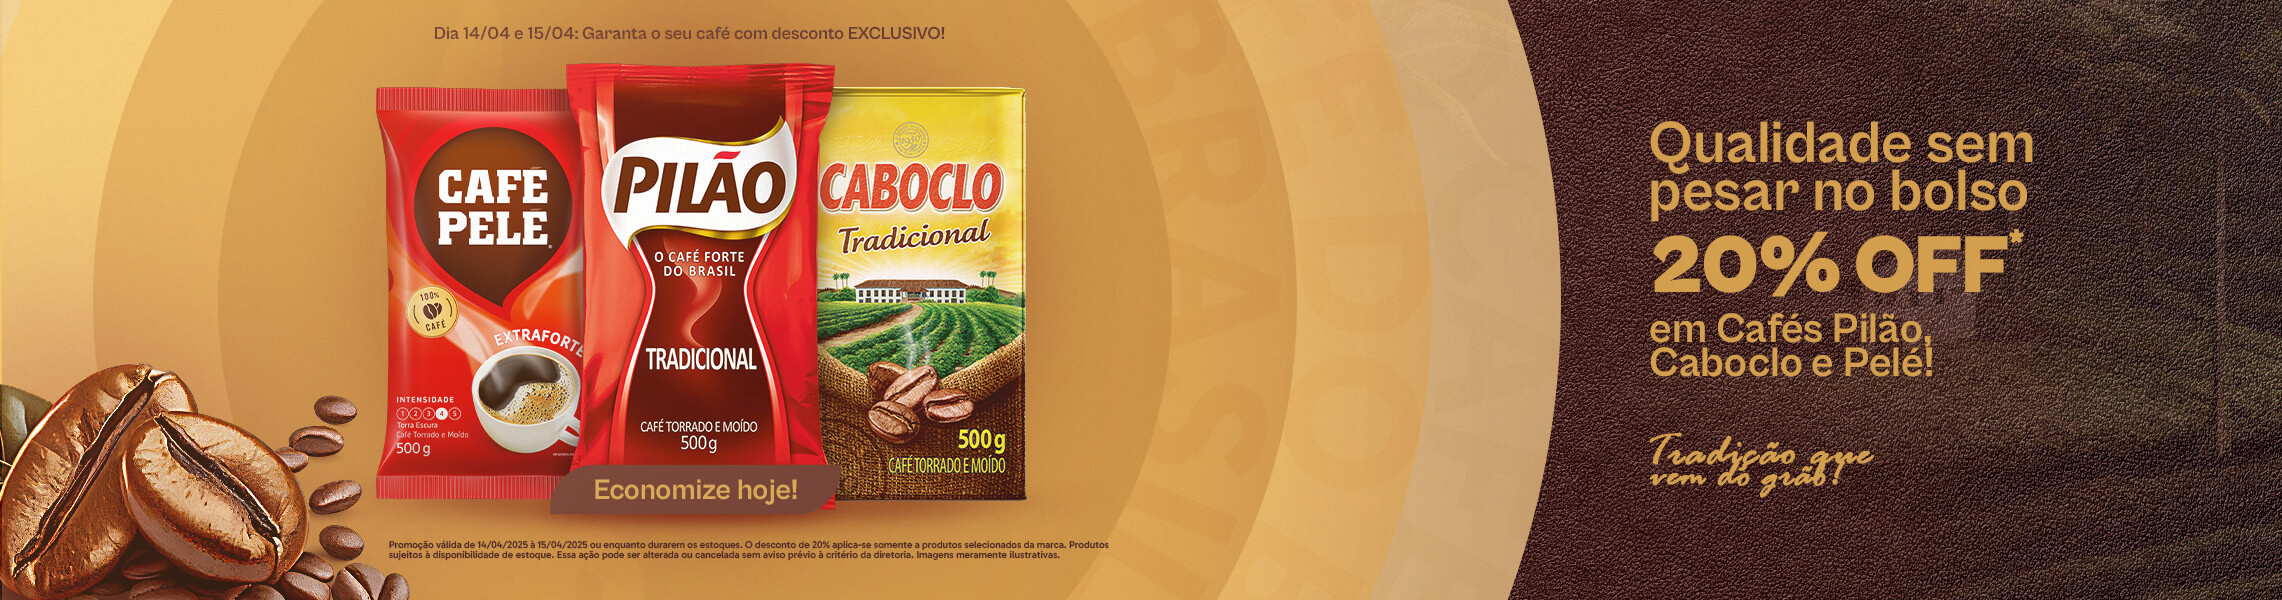 Dia 14/04 e 15/04: Garanta o seu café com desconto EXCLUSIVO!
CAFÉ
PELÉ
100%
CAFÉ
EXTRAFORTE
INTENSIDADE
1 2 3 4 5
Torra Escura
Café Torrado e Moído
500 g
PILÃO
O CAFÉ FORTE
DO BRASIL
TRADICIONAL
CAFÉ TORRADO E MOÍDO
500g
CABOCLO
Tradicional
500 g
CAFÉ TORRADO E MOÍDO
Economize hoje!
Promoção válida de 14/04/2025 à 15/04/2025 ou enquanto durarem os estoques. O desconto de 20% aplica-se somente a produtos selecionados da marca. Produtos
sujeitos à disponibilidade de estoque. Essa ação pode ser alterada ou cancelada sem aviso prévio à critério da diretoria. Imagens meramente ilustrativas.
Qualidade sem
pesar no bolso
20% OFF*
em Cafés Pilão,
Caboclo e Pelé!
Tradição que
vem do grão!